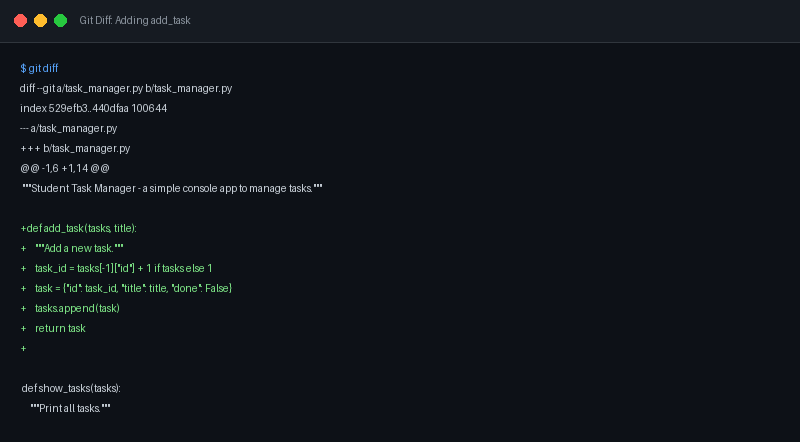 Git Diff: Adding add_task
$ git diff
diff --git a/task_manager.py b/task_manager.py
index 529efb3..440dfaa 100644
--- a/task_manager.py
+++ b/task_manager.py
@@ -1,6 +1,14 @@
"""Student Task Manager - a simple console app to manage tasks."""
+def add_task(tasks, title):
+    """Add a new task."""
+    task_id = tasks[-1]["id"] + 1 if tasks else 1
+    task = {"id": task_id, "title": title, "done": False}
+    tasks.append(task)
+    return task
+
def show_tasks(tasks):
    """Print all tasks."""